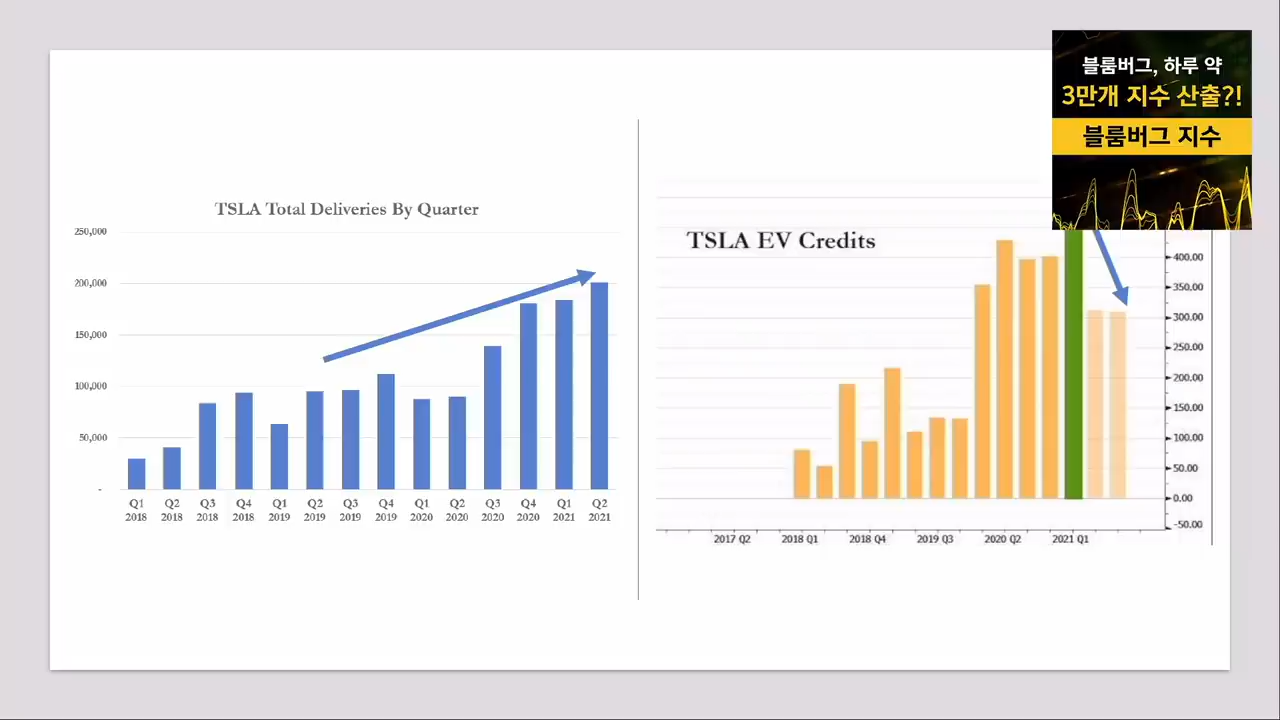 블룸버그, 하루 약
3만개 지수 산출?!
블룸버그 지수
TSLA Total Deliveries By Quarter
250,000
200,000
150,000
100,000
50,000
-
Q1 Q2 Q3 Q4 Q1 Q2 Q3 Q4 Q1 Q2 Q3 Q4 Q1 Q2
2018 2018 2018 2018 2019 2019 2019 2019 2020 2020 2020 2020 2021 2021
TSLA EV Credits
400.00
350.00
300.00
250.00
200.00
150.00
100.00
50.00
0.00
-50.00
2017 Q2 2018 Q1 2018 Q4 2019 Q3 2020 Q2 2021 Q1